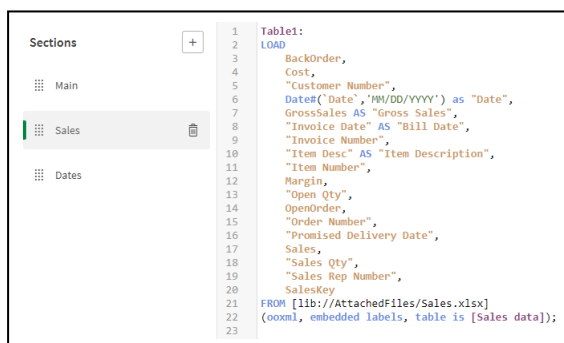 Sections
+
Main
Sales
Dates
1 Table1:
2 LOAD
3 BackOrder,
4 Cost,
5 "Customer Number",
6 Date#(`Date`,'MM/DD/YYYY') as "Date",
7 GrossSales AS "Gross Sales",
8 "Invoice Date" AS "Bill Date",
9 "Invoice Number",
10 "Item Desc" AS "Item Description",
11 "Item Number",
12 Margin,
13 "Open Qty",
14 OpenOrder,
15 "Order Number",
16 "Promised Delivery Date",
17 Sales,
18 "Sales Qty",
19 "Sales Rep Number",
20 SalesKey
21 FROM [lib://AttachedFiles/Sales.xlsx]
22 (ooxml, embedded labels, table is [Sales data]);
23